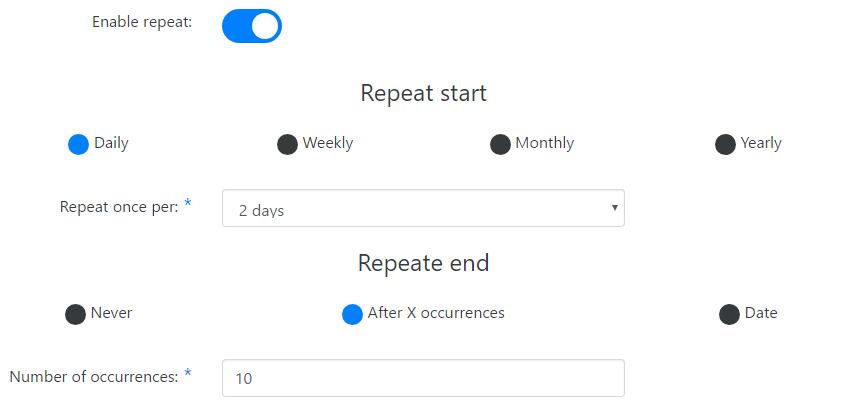 Enable repeat:
Repeat start
Daily Weekly Monthly Yearly
Repeat once per: * 2 days
Repeate end
Never After X occurrences Date
Number of occurrences: * 10